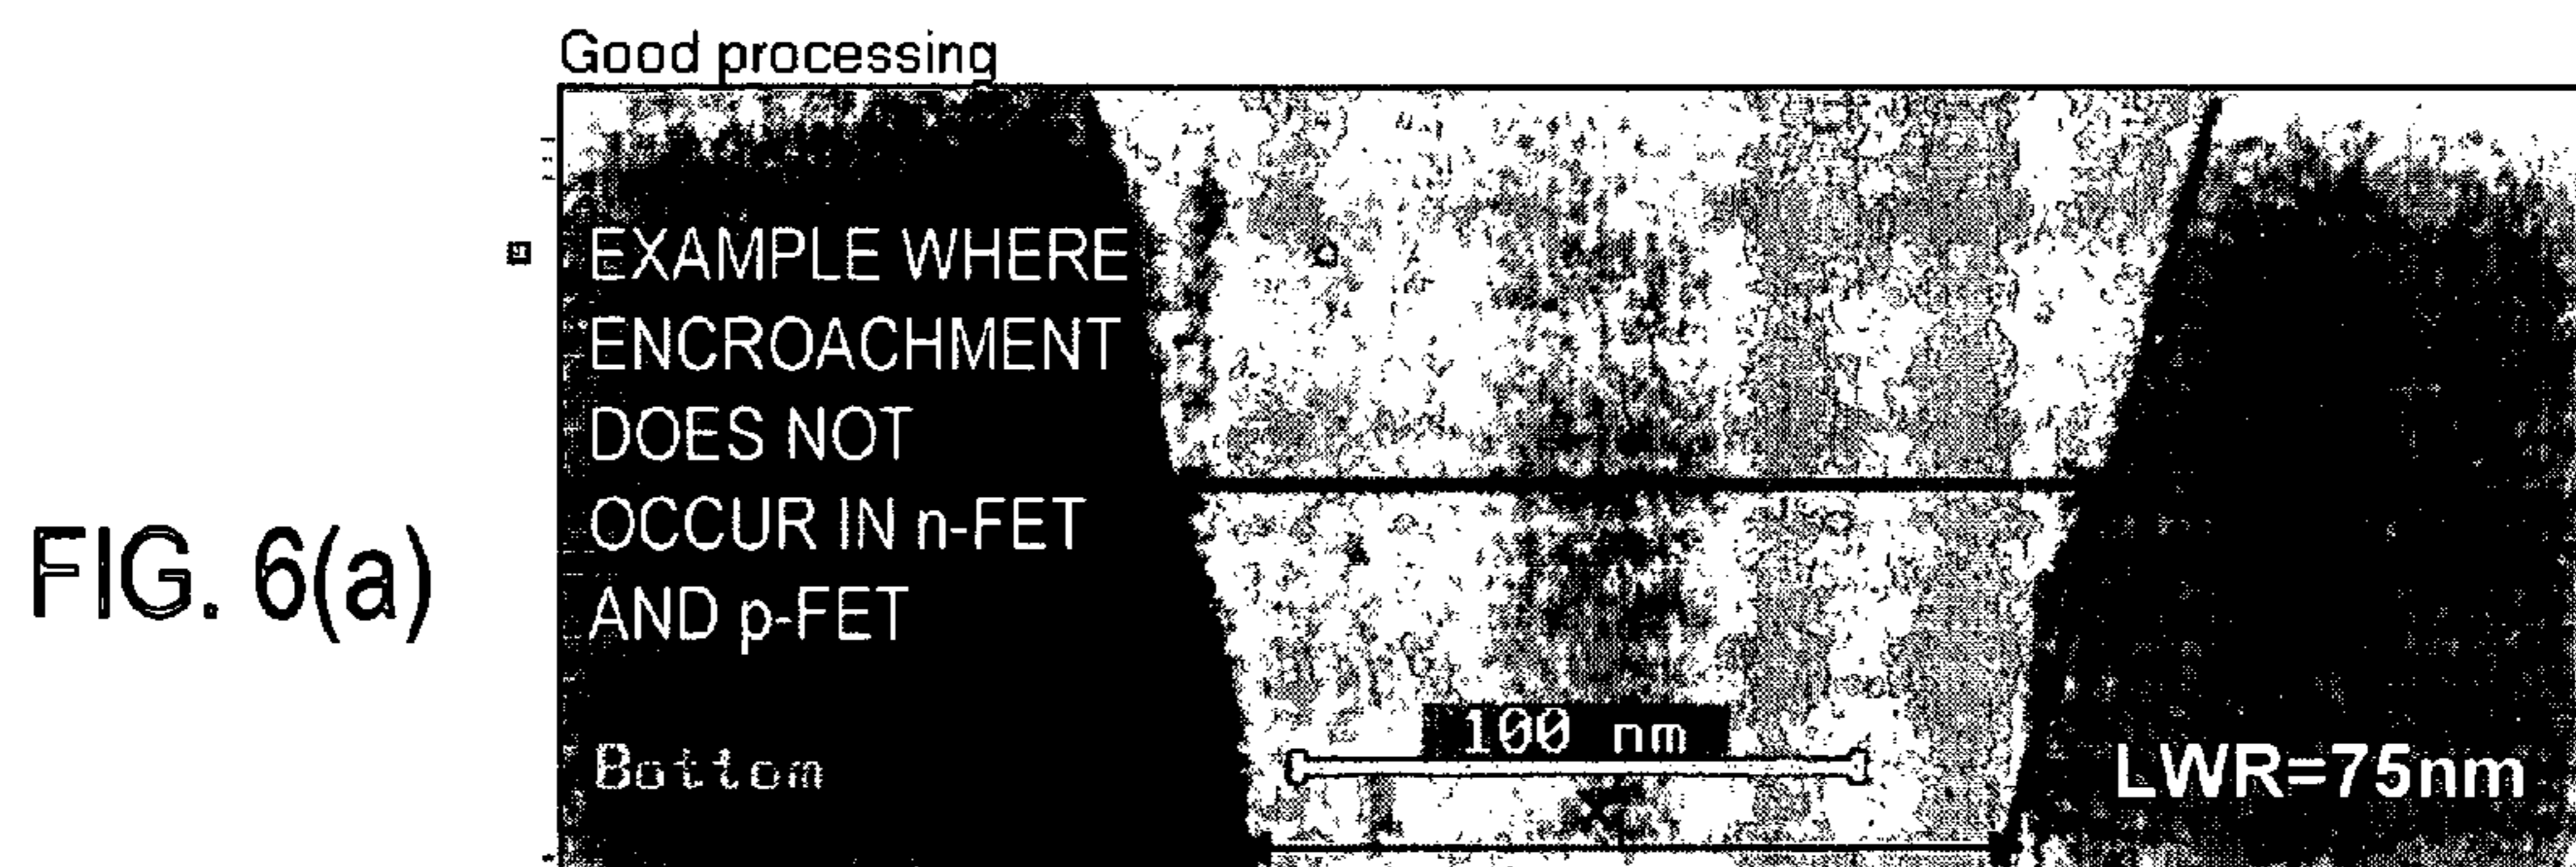 Good processing
EXAMPLE WHERE
ENCROACHMENT
DOES NOT
OCCUR IN n-FET
AND p-FET
FIG. 6(a)
100 nm
Bottom
LWR=75nm